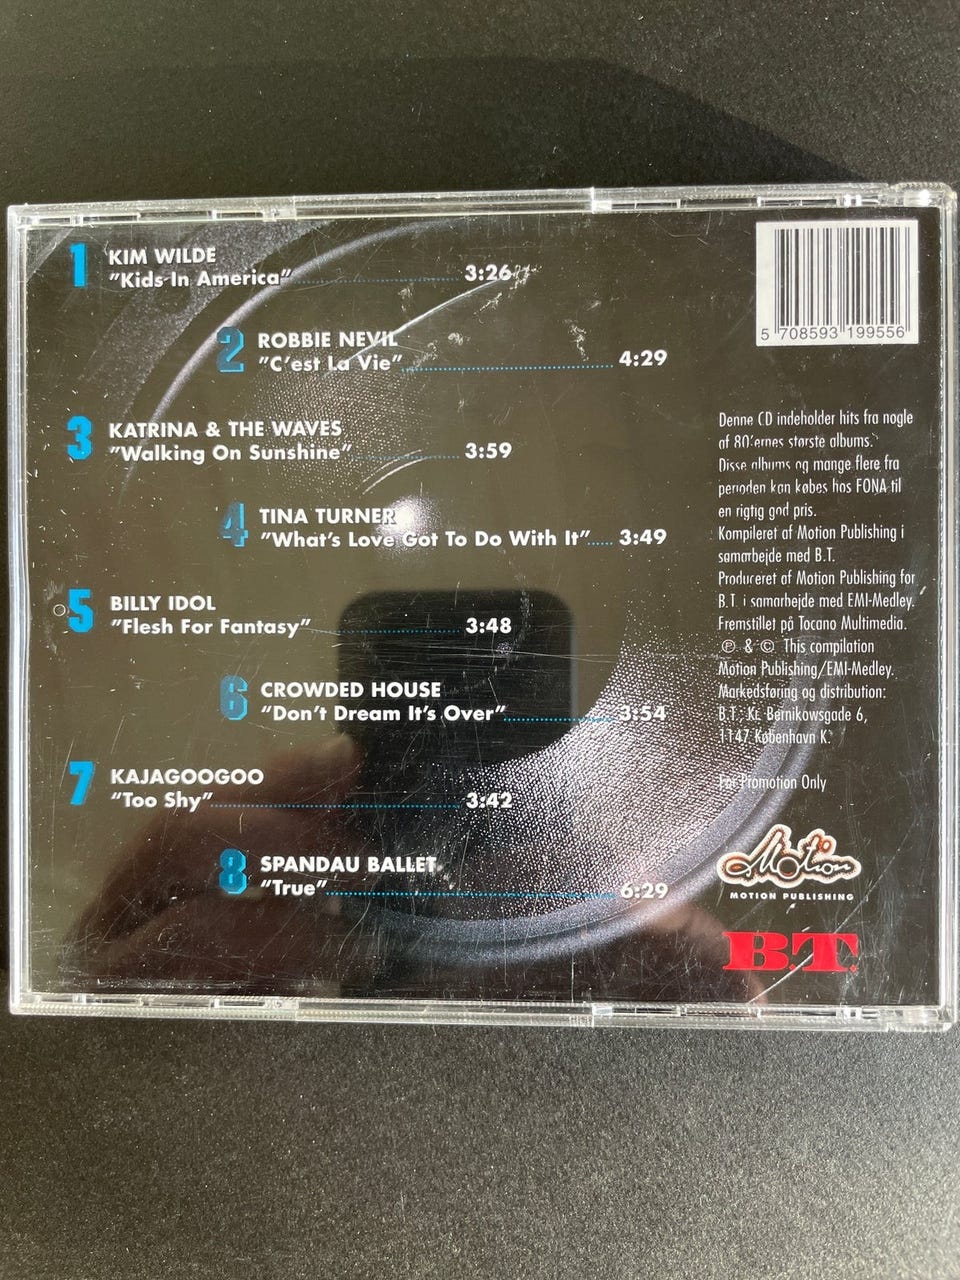 1 KIM WILDE
"Kids In America" 3:26
2 ROBBIE NEVIL
"C'est La Vie" 4:29
3 KATRINA & THE WAVES
"Walking On Sunshine" 3:59
4 TINA TURNER
"What's Love Got To Do With It" 3:49
5 BILLY IDOL
"Flesh For Fantasy" 3:48
6 CROWDED HOUSE
"Don't Dream It's Over" 3:54
7 KAJAGOOGOO
"Too Shy" 3:42
8 SPANDAU BALLET
"True" 6:29
5 708593 199556
Denne CD indeholder hits fra nogle
af 80'ernes største albums.
Disse albums og mange flere fra
perioden kan købes hos FONA til
en rigtig god pris.
Kompileret af Motion Publishing i
samarbejde med B.T.
Produceret af Motion Publishing for
B.T. i samarbejde med EMI-Medley.
Fremstillet på Tocano Multimedia.
℗ & © This compilation
Motion Publishing/EMI-Medley.
Markedsføring og distribution:
B.T., Kr. Bernikowsgade 6,
1147 København K.
For Promotion Only
Motion
MOTION PUBLISHING
B.T.